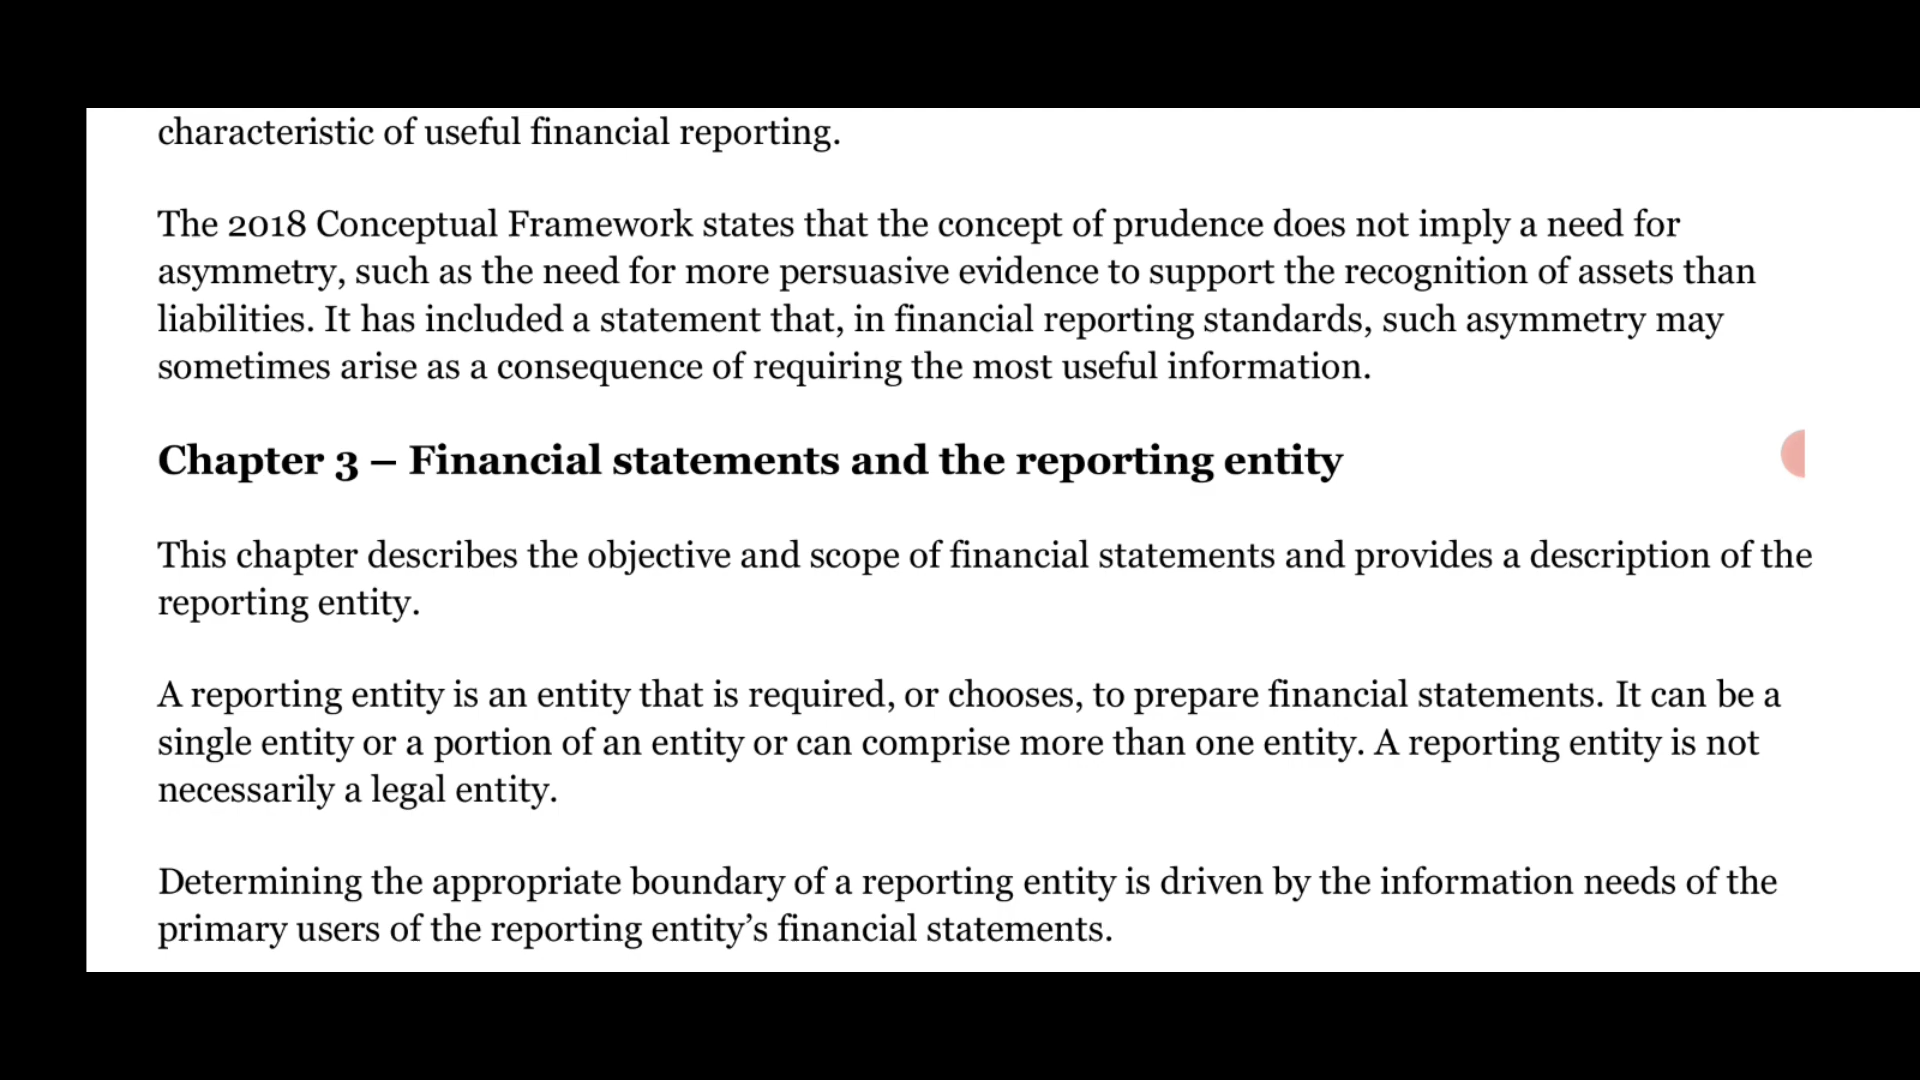 characteristic of useful financial reporting.
The 2018 Conceptual Framework states that the concept of prudence does not imply a need for
asymmetry, such as the need for more persuasive evidence to support the recognition of assets than
liabilities. It has included a statement that, in financial reporting standards, such asymmetry may
sometimes arise as a consequence of requiring the most useful information.
Chapter 3 – Financial statements and the reporting entity
This chapter describes the objective and scope of financial statements and provides a description of the
reporting entity.
A reporting entity is an entity that is required, or chooses, to prepare financial statements. It can be a
single entity or a portion of an entity or can comprise more than one entity. A reporting entity is not
necessarily a legal entity.
Determining the appropriate boundary of a reporting entity is driven by the information needs of the
primary users of the reporting entity’s financial statements.